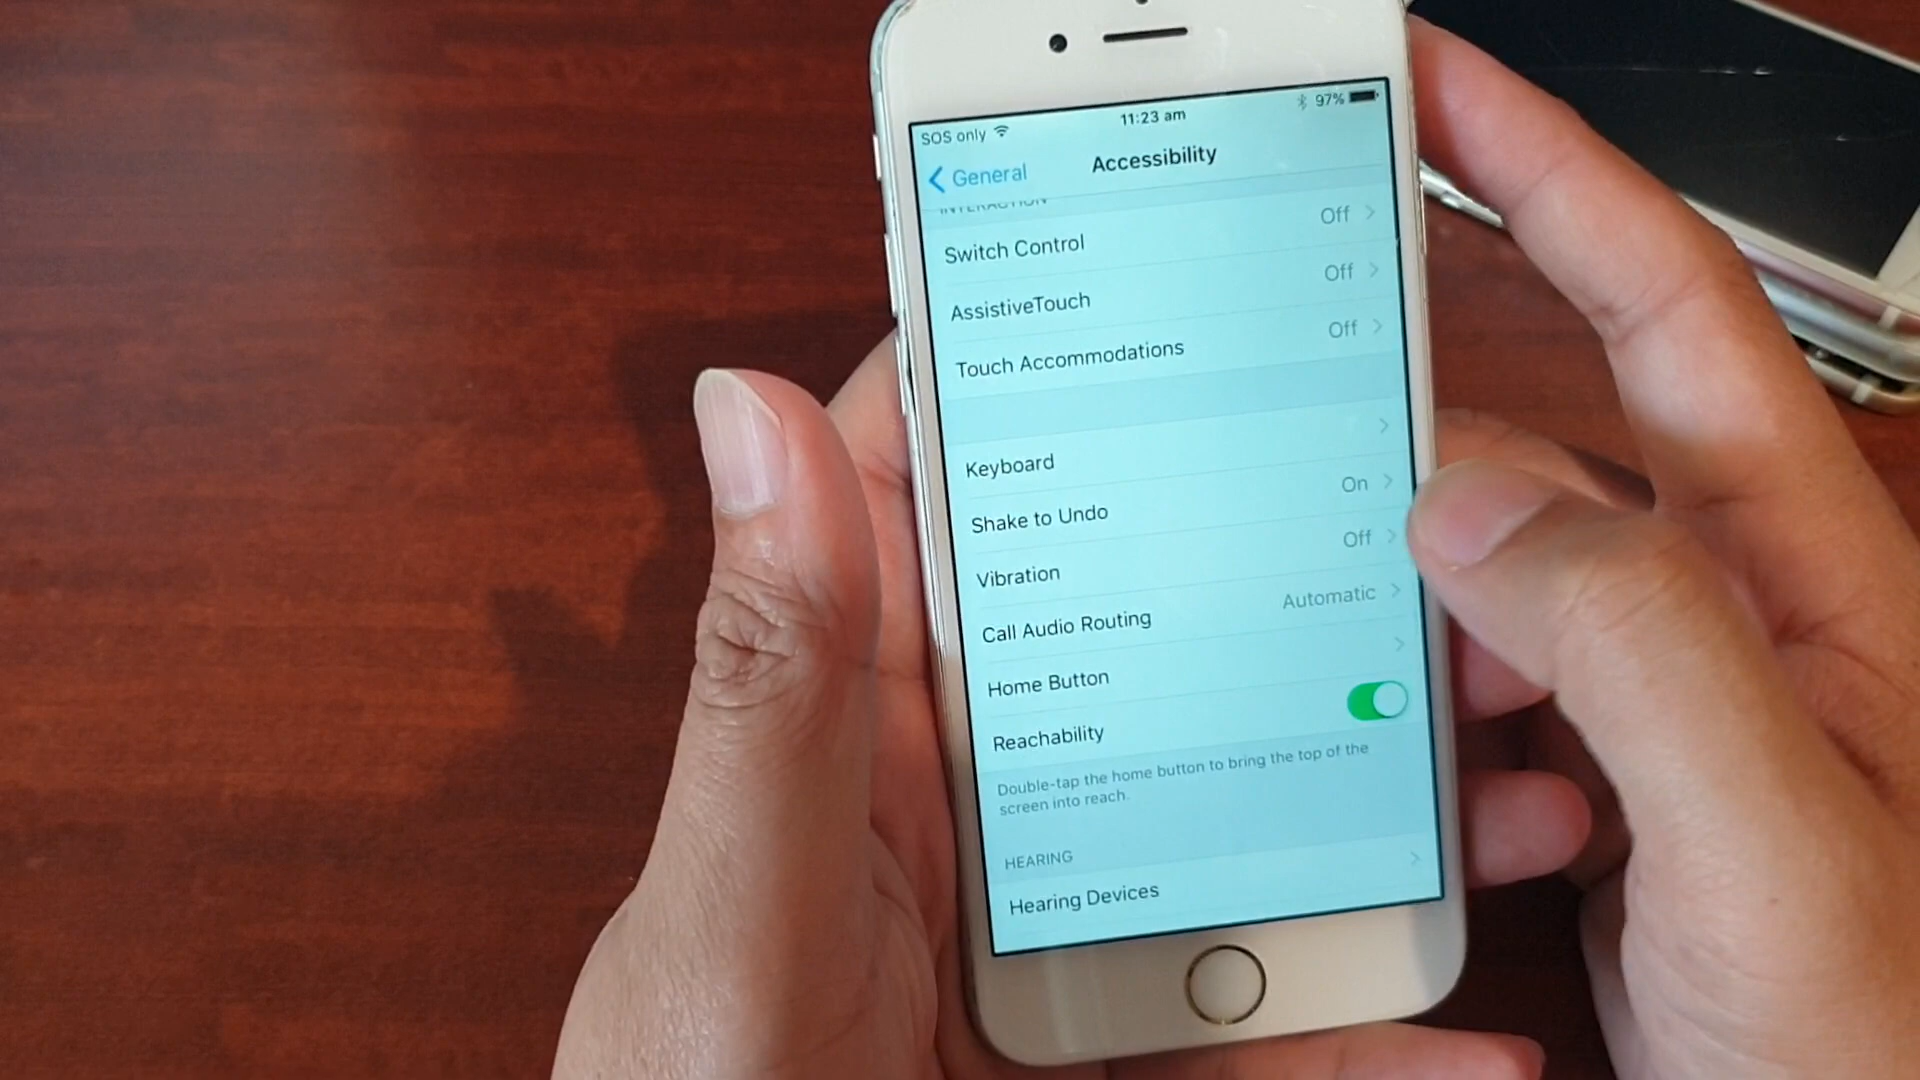 SOS only
11:23 am
97%
General
Accessibility
INTERACTION
Switch Control Off
AssistiveTouch Off
Touch Accommodations Off
Keyboard
Shake to Undo On
Vibration Off
Call Audio Routing Automatic
Home Button
Reachability
Double-tap the home button to bring the top of the
screen into reach.
HEARING
Hearing Devices